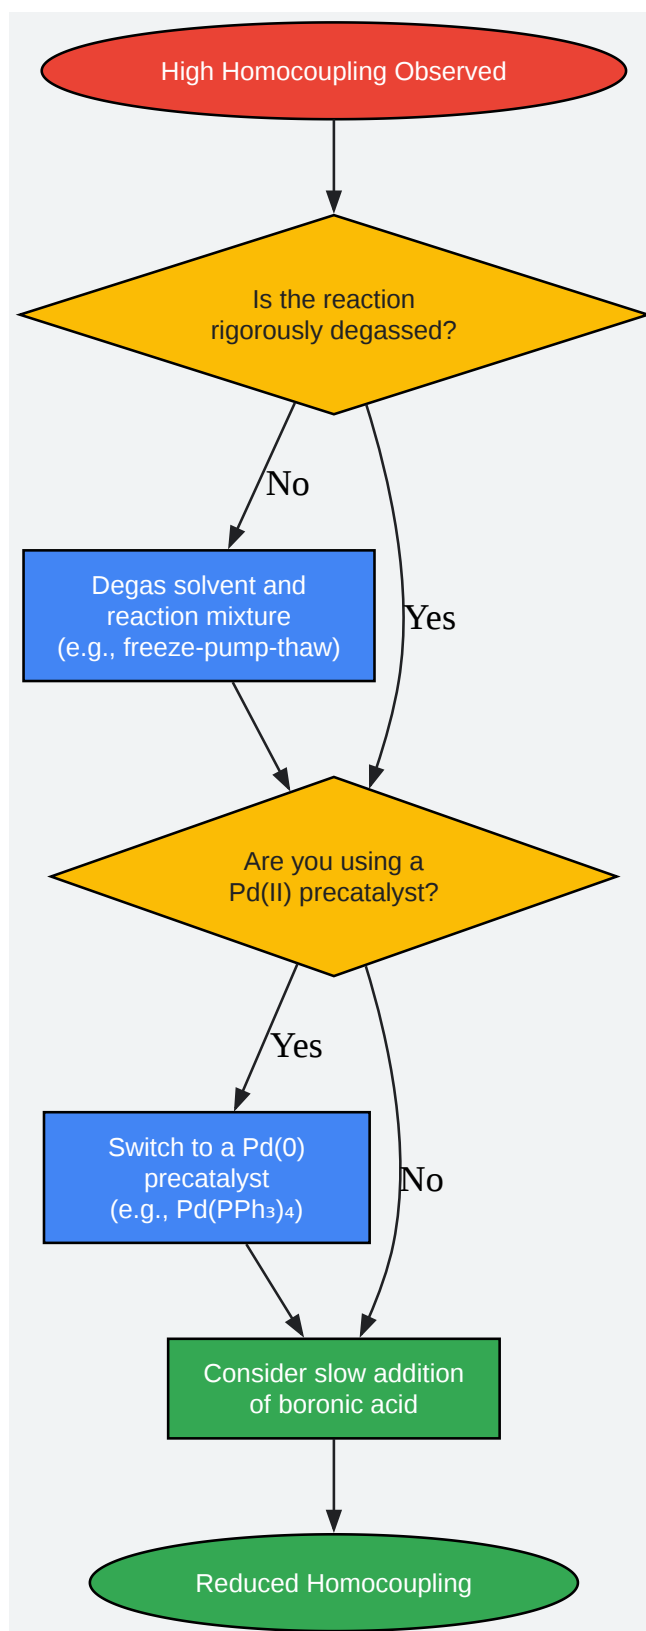 High Homocoupling Observed
Is the reaction
rigorously degassed?
No
Degas solvent and
reaction mixture
(e.g., freeze-pump-thaw)
Yes
Are you using a
Pd(II) precatalyst?
Yes
Switch to a Pd(0)
precatalyst
(e.g., Pd(PPh₃)₄)
No
Consider slow addition
of boronic acid
Reduced Homocoupling